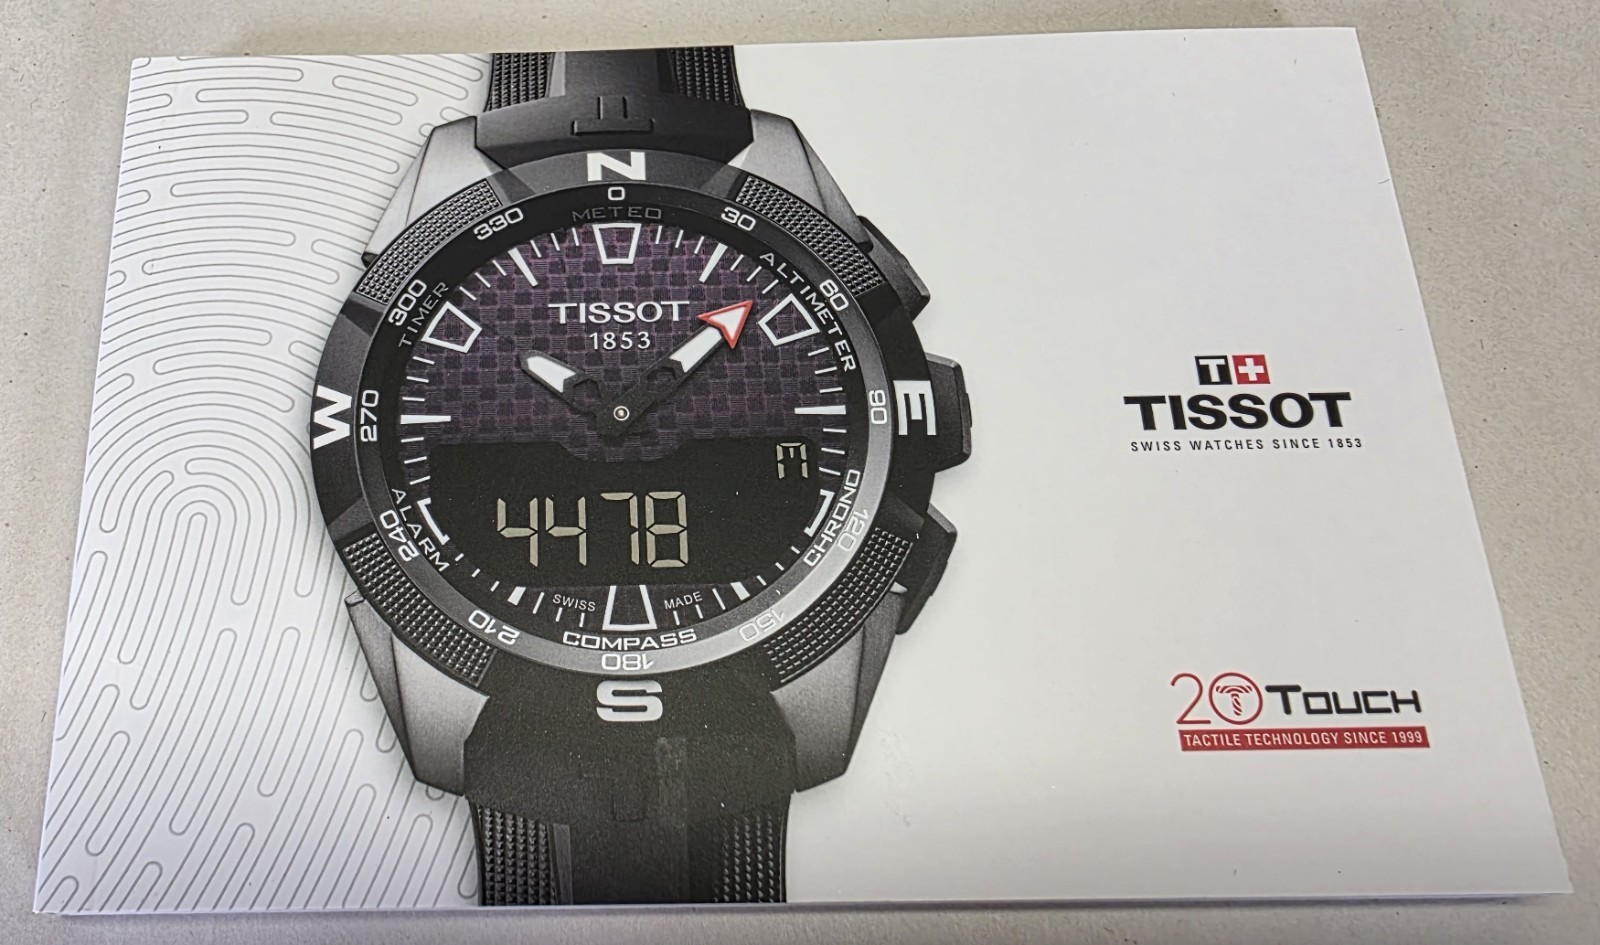 N
0
METEO
330
30
ALTIMETER
60
300
TIMER
TISSOT
1853
W
270
90
E
M
4478
ALARM
240
CHRONO
120
SWISS MADE
210
COMPASS
150
180
S
T+
TISSOT
SWISS WATCHES SINCE 1853
20 TOUCH
TACTILE TECHNOLOGY SINCE 1999